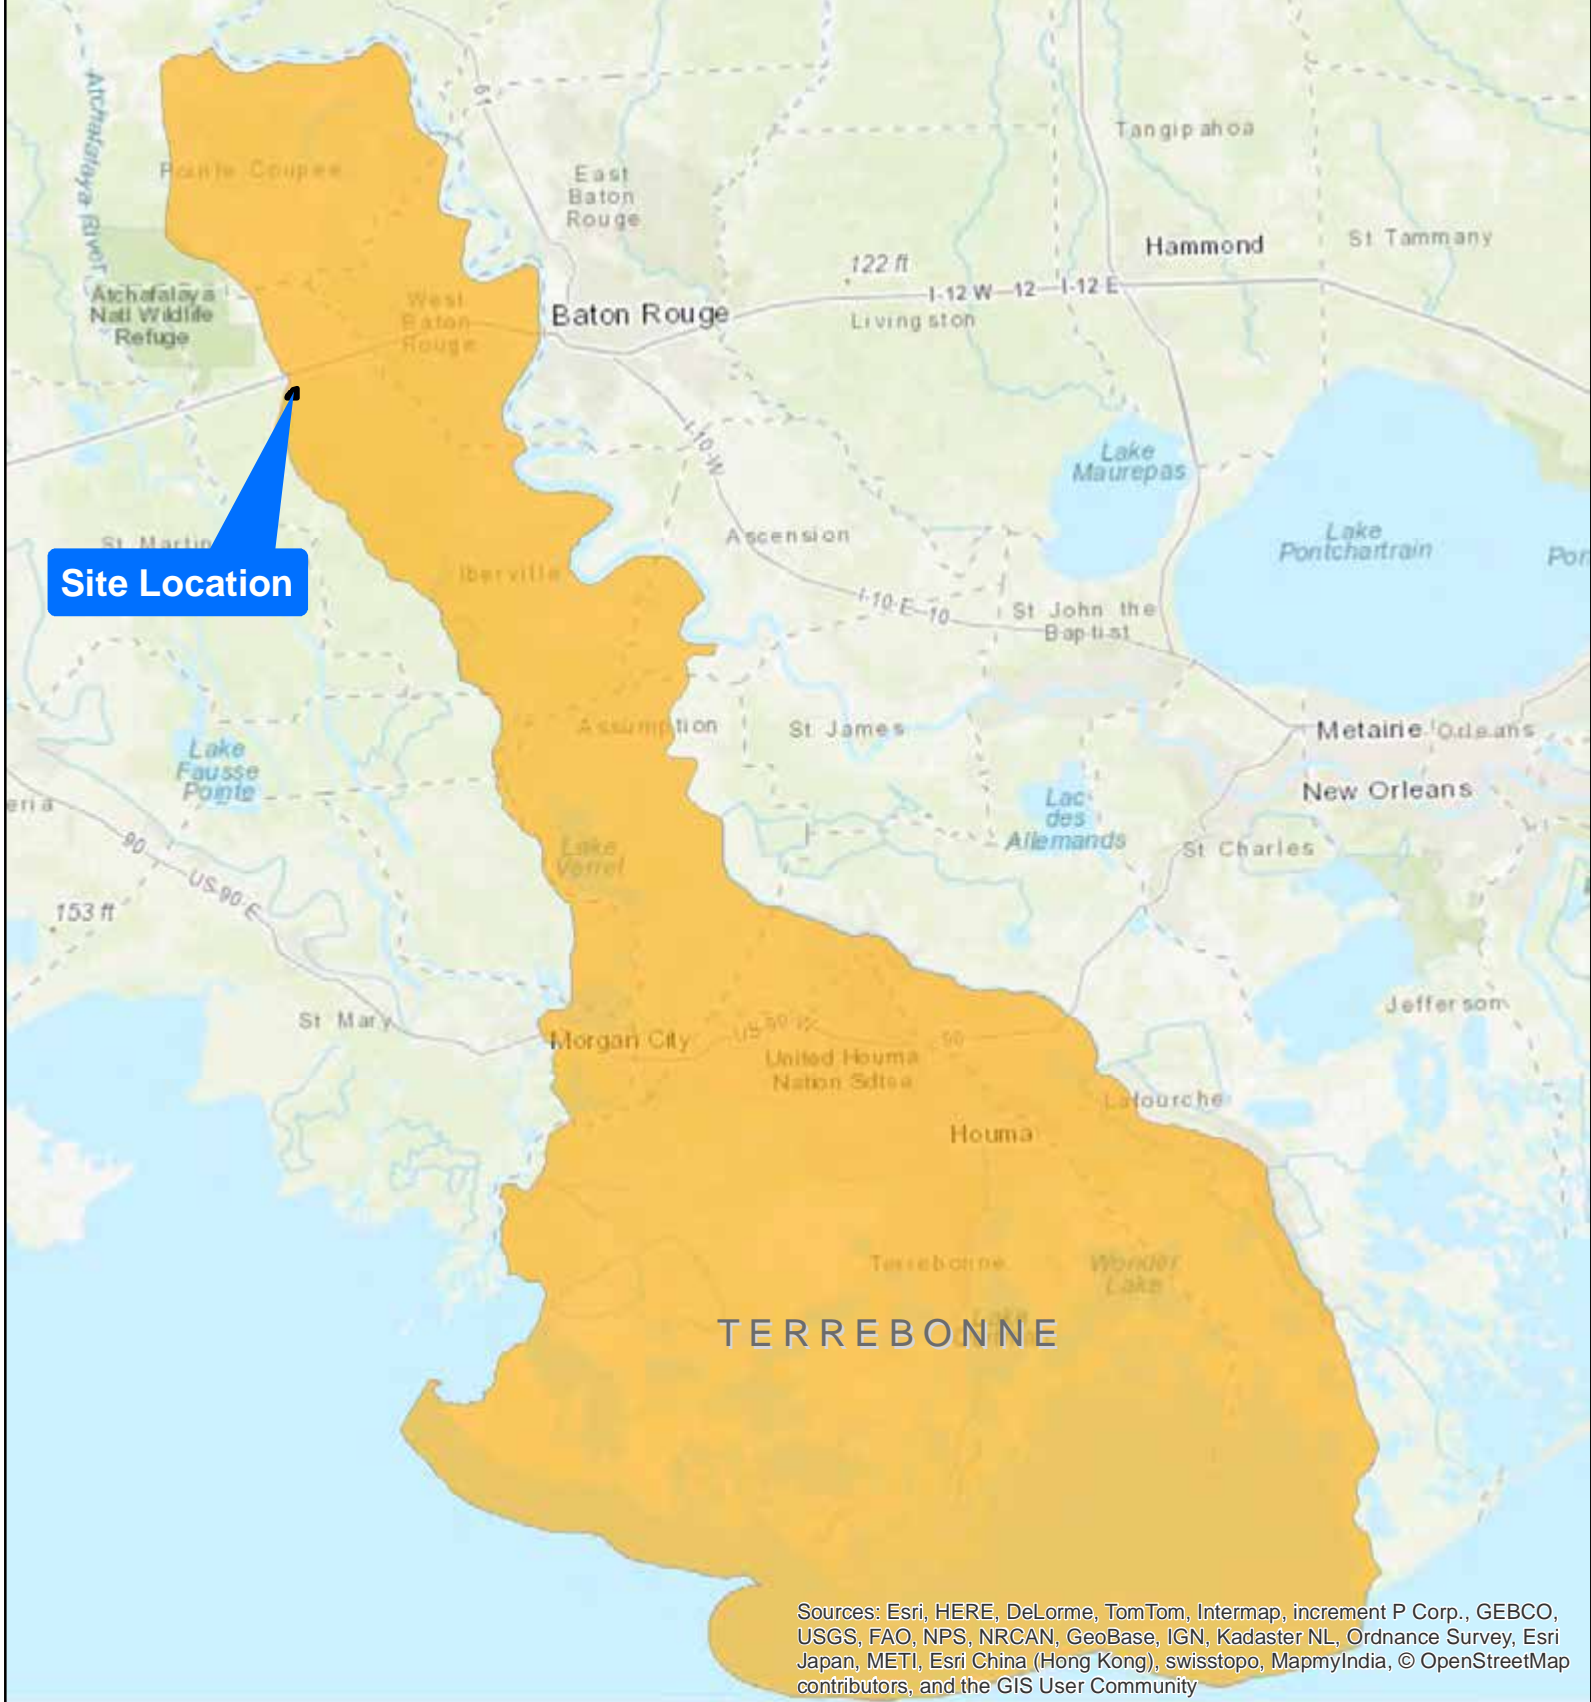 61
Atchafalaya River
Tangipahoa
Pointe Coupee
East
Baton
Rouge
Hammond
St Tammany
122 ft
I-12 W
12
I-12 E
Atchafalaya
Natl Wildlife
Refuge
West
Baton
Rouge
Baton Rouge
Livingston
I-10-W
Lake
Maurepas
Lake
Pontchartrain
Pon
Ascension
St Martin
Site Location
Iberville
I-10-E
10
St John the
Baptist
Assumption
St James
Metairie
Orleans
Lake
Fausse
Pointe
eria
New Orleans
Lac
des
Allemands
St Charles
90
US-90-E
Lake
Verret
153 ft
St Mary
Morgan City
90
United Houma
Nation Sdtsa
Jefferson
Lafourche
Houma
Terrebonne
Wonder
Lake
Lake
TERREBONNE
Sources: Esri, HERE, DeLorme, TomTom, Intermap, increment P Corp., GEBCO,
USGS, FAO, NPS, NRCAN, GeoBase, IGN, Kadaster NL, Ordnance Survey, Esri
Japan, METI, Esri China (Hong Kong), swisstopo, MapmyIndia, © OpenStreetMap
contributors, and the GIS User Community